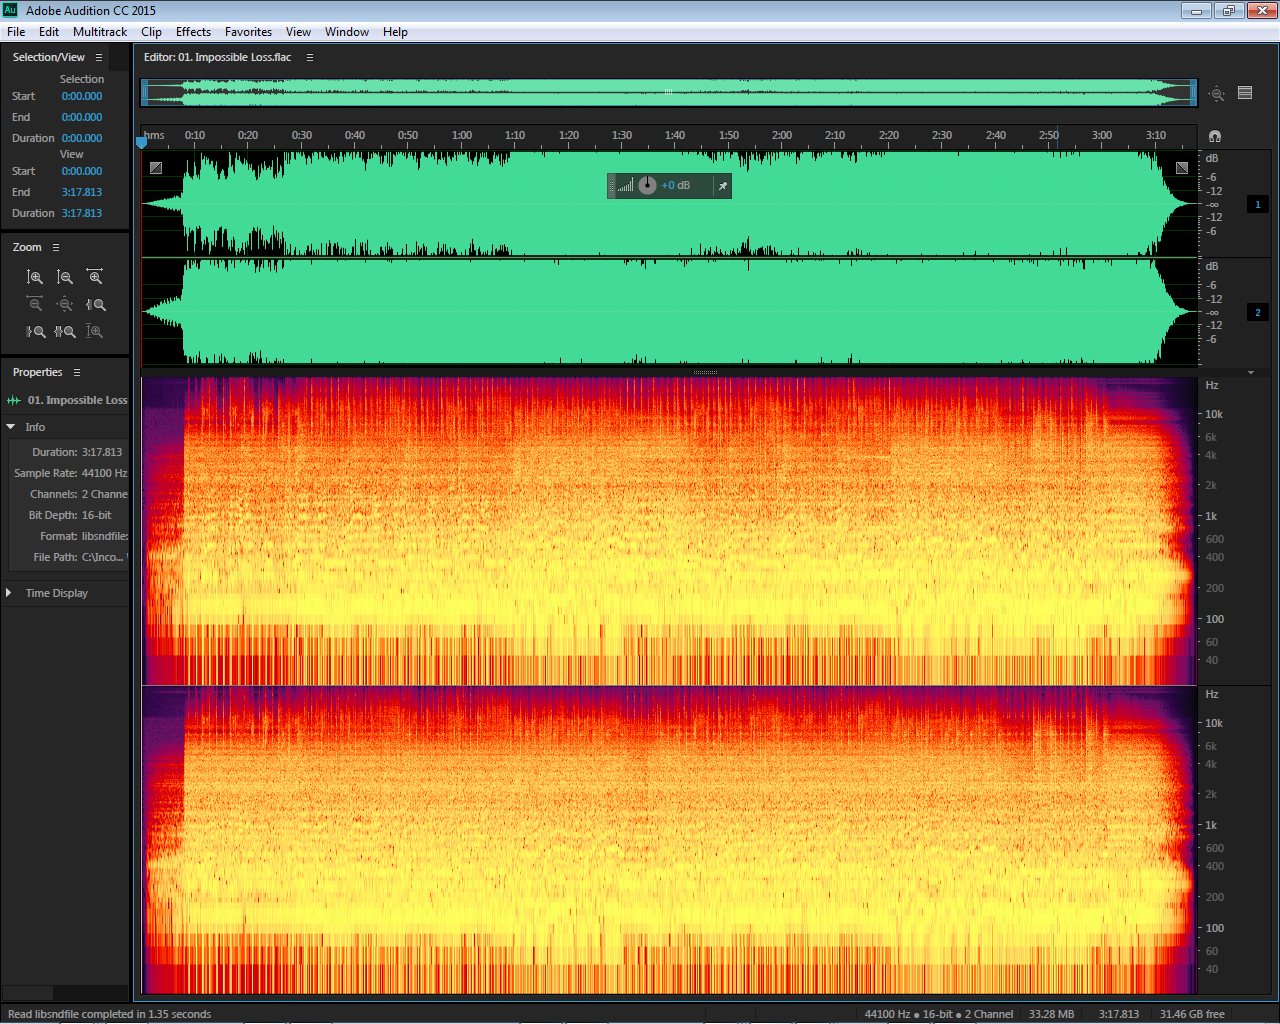 Au Adobe Audition CC 2015
File Edit Multitrack Clip Effects Favorites View Window Help
Selection/View
Selection
Start 0:00.000
End 0:00.000
Duration 0:00.000
View
Start 0:00.000
End 3:17.813
Duration 3:17.813
Zoom
Properties
01. Impossible Loss
Info
Duration: 3:17.813
Sample Rate: 44100 Hz
Channels: 2 Channe
Bit Depth: 16-bit
Format: libsndfile:
File Path: C:\Inco...
Time Display
Editor: 01. Impossible Loss.flac
hms 0:10 0:20 0:30 0:40 0:50 1:00 1:10 1:20 1:30 1:40 1:50 2:00 2:10 2:20 2:30 2:40 2:50 3:00 3:10
+0 dB
dB
-6
-12
-∞
-12
-6
1
dB
-6
-12
-∞
-12
-6
2
Hz
10k
6k
4k
2k
1k
600
400
200
100
60
40
Hz
10k
6k
4k
2k
1k
600
400
200
100
60
40
Read libsndfile completed in 1.35 seconds
44100 Hz ● 16-bit ● 2 Channel 33.28 MB 3:17.813 31.46 GB free